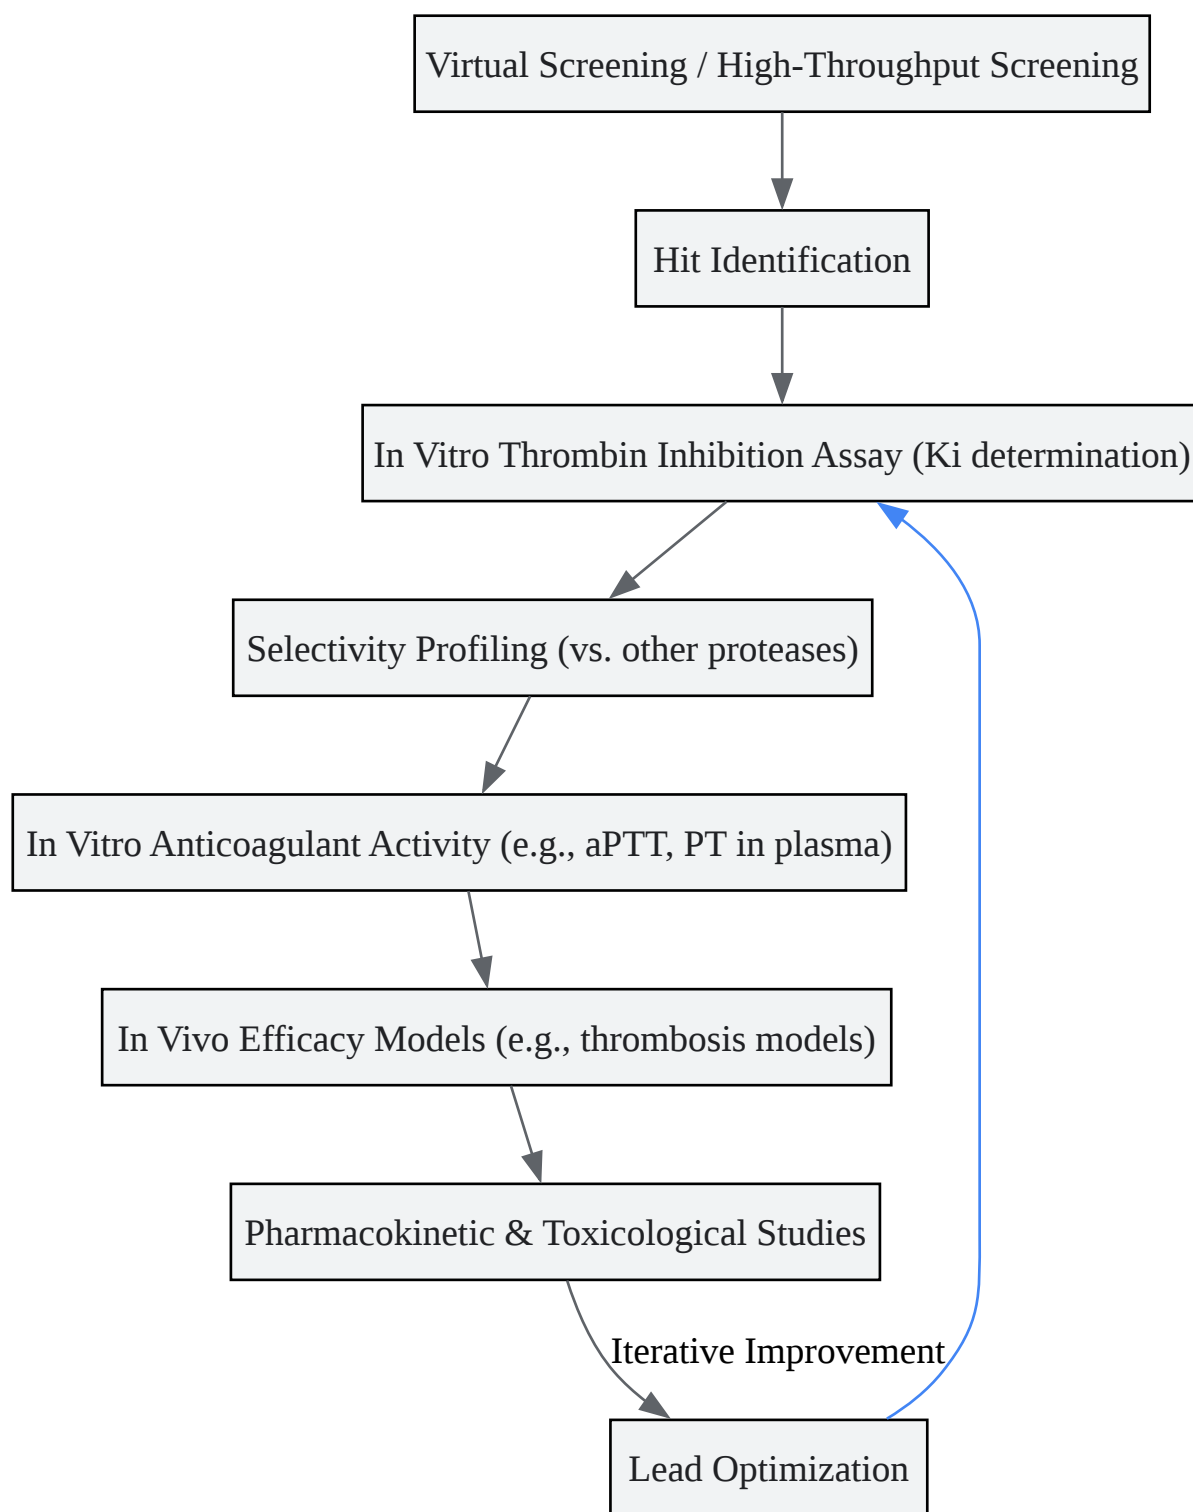 Virtual Screening / High-Throughput Screening
Hit Identification
In Vitro Thrombin Inhibition Assay (Ki determination)
Selectivity Profiling (vs. other proteases)
In Vitro Anticoagulant Activity (e.g., aPTT, PT in plasma)
In Vivo Efficacy Models (e.g., thrombosis models)
Pharmacokinetic & Toxicological Studies
Iterative Improvement
Lead Optimization